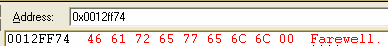 Address: 0x0012ff74
0012FF74 46 61 72 65 77 65 6C 6C 00 Farewell.